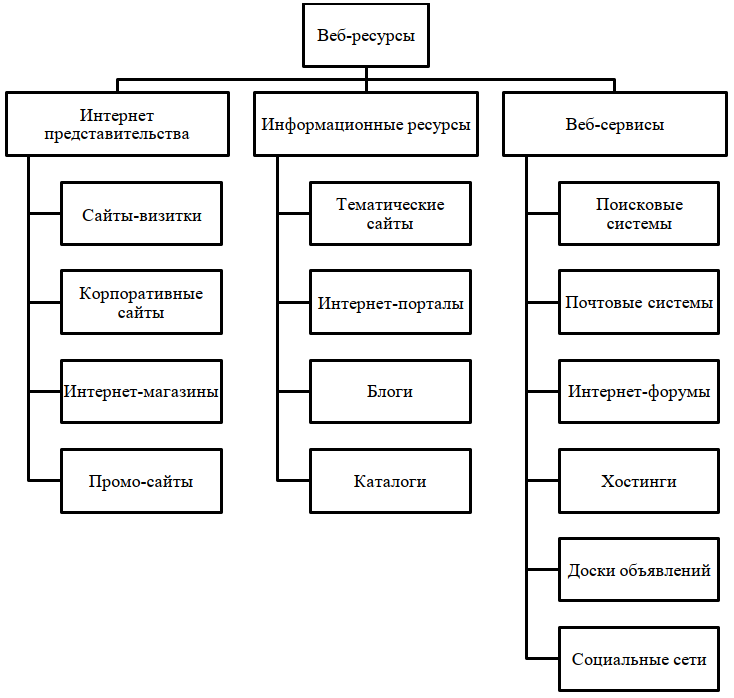 Веб-ресурсы
Интернет
представительства
Информационные ресурсы
Веб-сервисы
Сайты-визитки
Корпоративные
сайты
Интернет-магазины
Промо-сайты
Тематические
сайты
Интернет-порталы
Блоги
Каталоги
Поисковые
системы
Почтовые системы
Интернет-форумы
Хостинги
Доски объявлений
Социальные сети